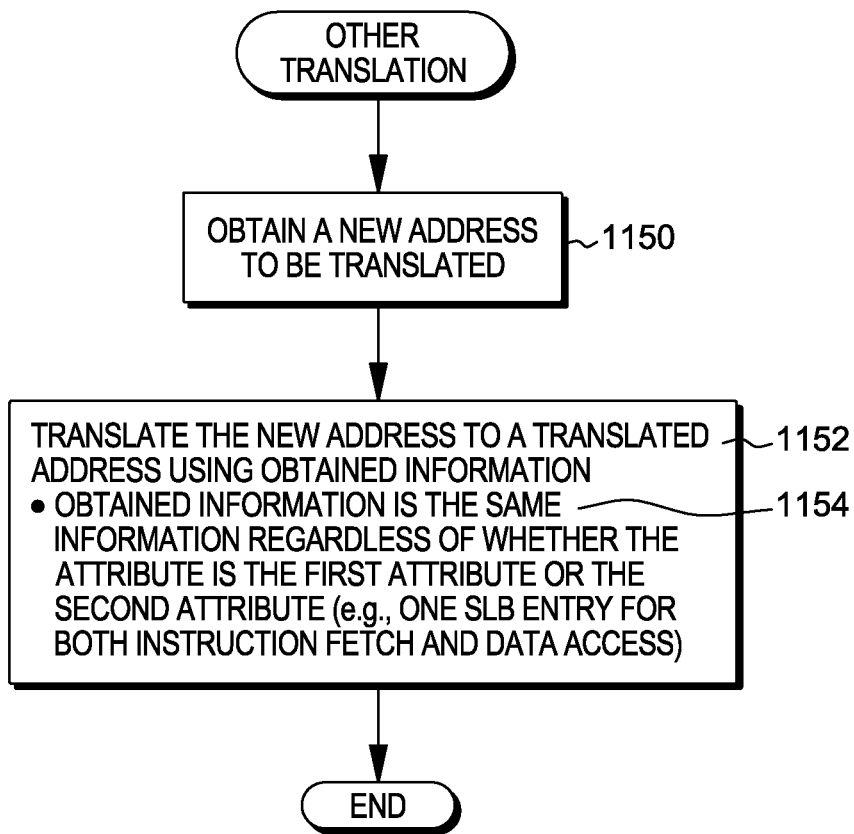 OTHER
TRANSLATION
OBTAIN A NEW ADDRESS
TO BE TRANSLATED
1150
TRANSLATE THE NEW ADDRESS TO A TRANSLATED
1152
ADDRESS USING OBTAINED INFORMATION
• OBTAINED INFORMATION IS THE SAME
1154
INFORMATION REGARDLESS OF WHETHER THE
ATTRIBUTE IS THE FIRST ATTRIBUTE OR THE
SECOND ATTRIBUTE (e.g., ONE SLB ENTRY FOR
BOTH INSTRUCTION FETCH AND DATA ACCESS)
END